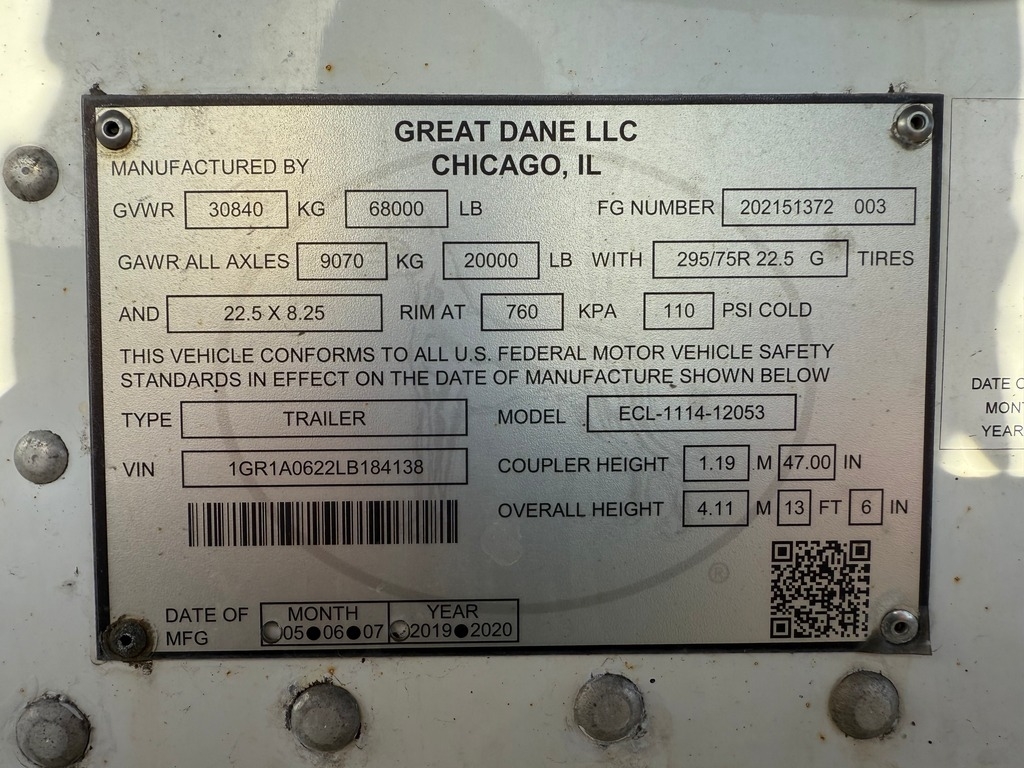 GREAT DANE LLC
MANUFACTURED BY CHICAGO, IL
GVWR 30840 KG 68000 LB FG NUMBER 202151372 003
GAWR ALL AXLES 9070 KG 20000 LB WITH 295/75R 22.5 G TIRES
AND 22.5 X 8.25 RIM AT 760 KPA 110 PSI COLD
THIS VEHICLE CONFORMS TO ALL U.S. FEDERAL MOTOR VEHICLE SAFETY
STANDARDS IN EFFECT ON THE DATE OF MANUFACTURE SHOWN BELOW
TYPE TRAILER MODEL ECL-1114-12053
VIN 1GR1A0622LB184138 COUPLER HEIGHT 1.19 M 47.00 IN
OVERALL HEIGHT 4.11 M 13 FT 6 IN
®
DATE OF MFG MONTH YEAR
05●06●07 2019●2020
DATE
YEAR